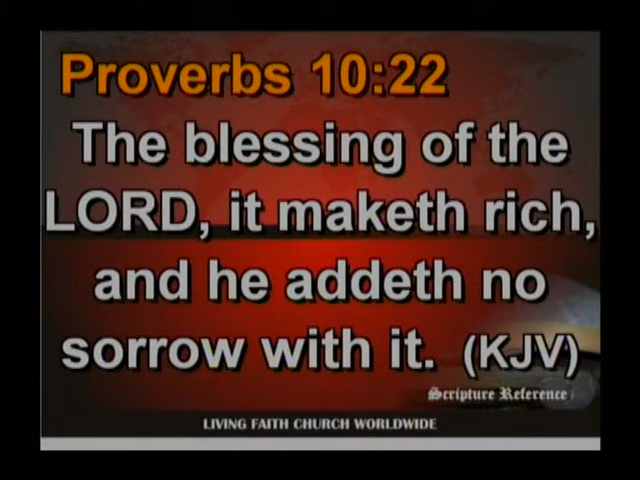 Proverbs 10:22
The blessing of the
LORD, it maketh rich,
and he addeth no
sorrow with it. (KJV)
Scripture Reference
LIVING FAITH CHURCH WORLDWIDE